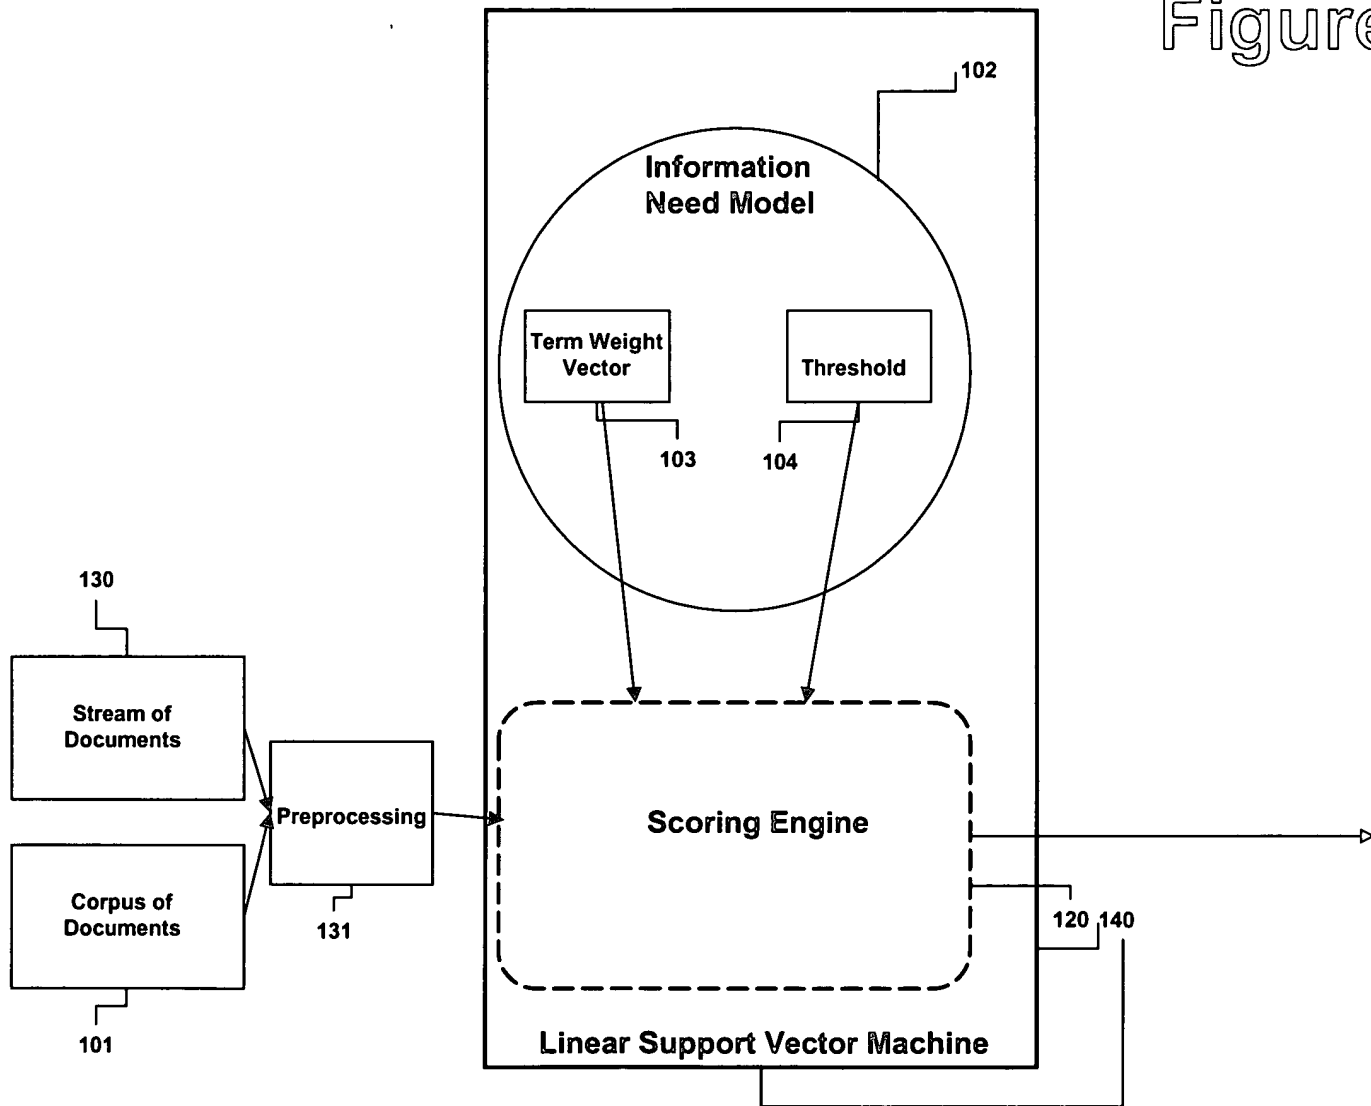 Figure
102
Information
Need Model
Term Weight
Vector
Threshold
103
104
130
Stream of
Documents
Preprocessing
Scoring Engine
Corpus of
Documents
131
120
140
101
Linear Support Vector Machine